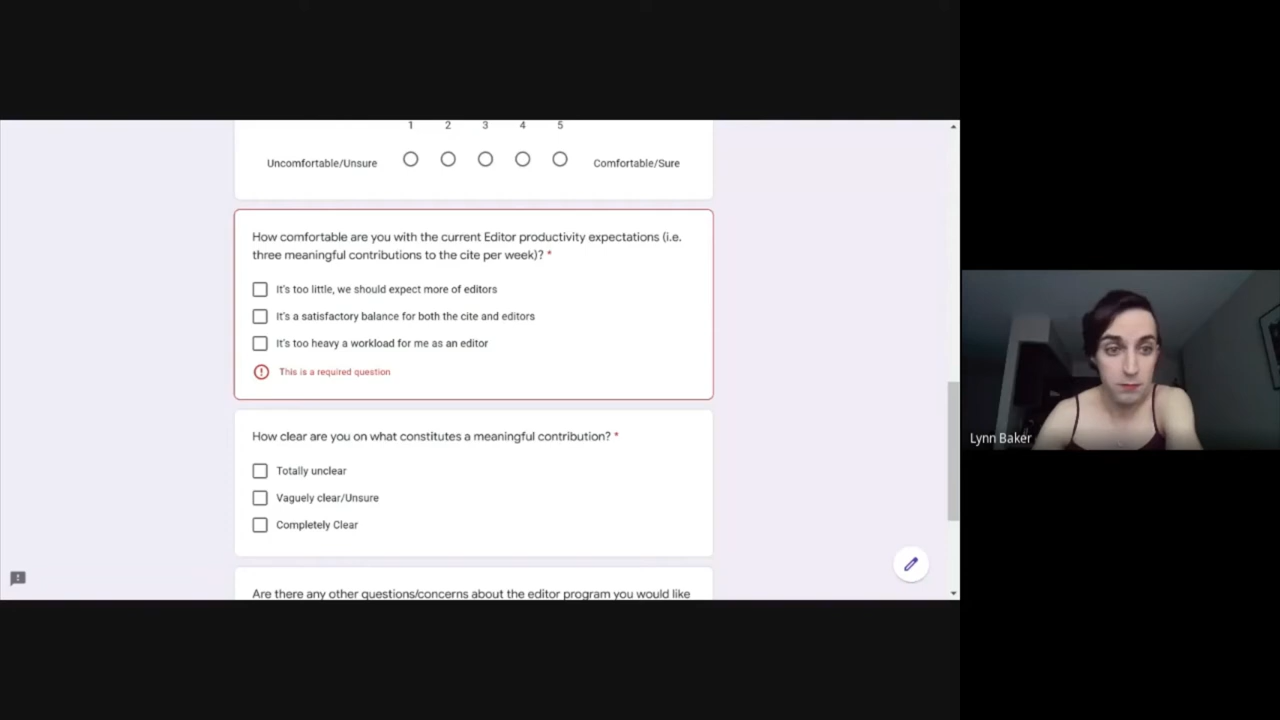 1 2 3 4 5
Uncomfortable/Unsure Comfortable/Sure
How comfortable are you with the current Editor productivity expectations (i.e.
three meaningful contributions to the cite per week)? *
It's too little, we should expect more of editors
It's a satisfactory balance for both the cite and editors
It's too heavy a workload for me as an editor
This is a required question
How clear are you on what constitutes a meaningful contribution? *
Totally unclear
Vaguely clear/Unsure
Completely Clear
Are there any other questions/concerns about the editor program you would like
Lynn Baker